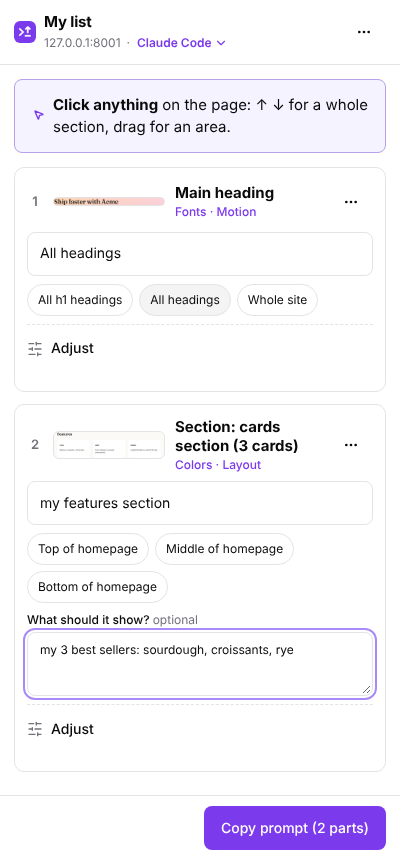 My list
127.0.0.1:8001 · Claude Code
Click anything on the page: ↑ ↓ for a whole
section, drag for an area.
1
Ship faster with Acme
Main heading
Fonts · Motion
All headings
All h1 headings
All headings
Whole site
Adjust
2
Features
Section: cards
section (3 cards)
Colors · Layout
my features section
Top of homepage
Middle of homepage
Bottom of homepage
What should it show? optional
my 3 best sellers: sourdough, croissants, rye
Adjust
Copy prompt (2 parts)